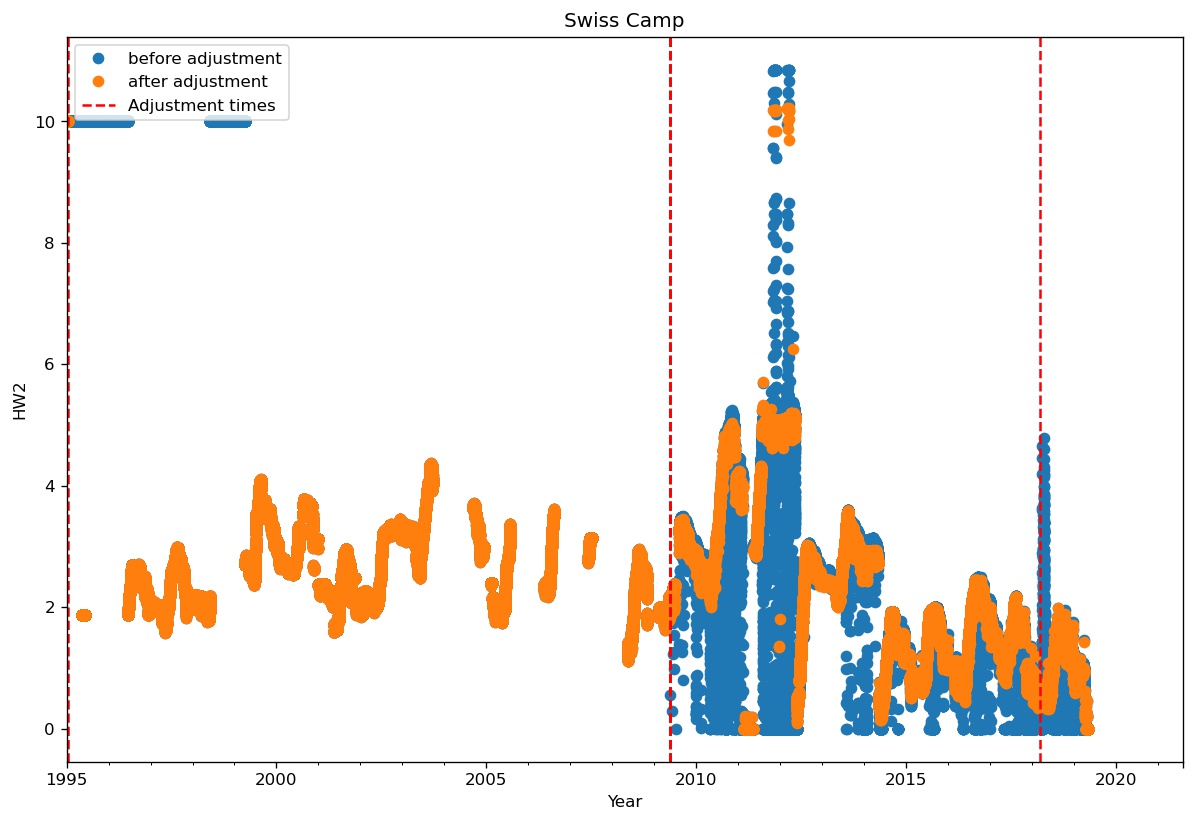 Swiss Camp
before adjustment
after adjustment
Adjustment times
10
8
6
4
2
0
HW2
1995 2000 2005 2010 2015 2020
Year